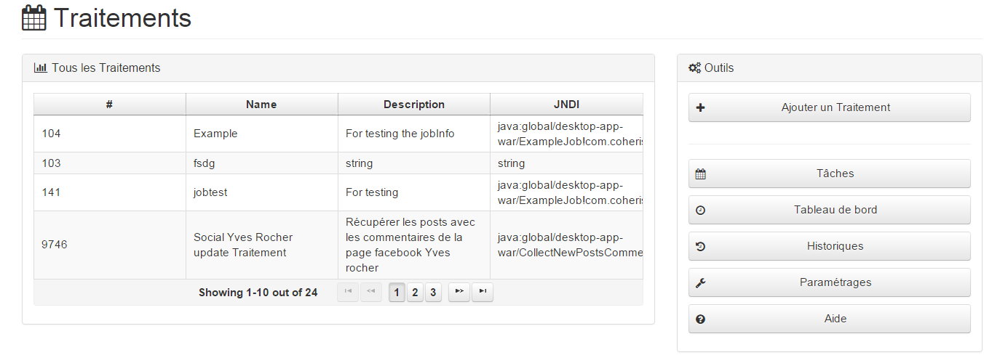 Traitements
Tous les Traitements
# Name Description JNDI
104 Example For testing the jobInfo java:global/desktop-app-
war/ExampleJob!com.coheris
103 fsdg string string
141 jobtest For testing java:global/desktop-app-
war/ExampleJob!com.coheris
9746 Social Yves Rocher
update Traitement
Récupérer les posts avec
les commentaires de la
page facebook Yves
rocher
java:global/desktop-app-
war/CollectNewPostsComme
Showing 1-10 out of 24 1 2 3
Outils
Ajouter un Traitement
Tâches
Tableau de bord
Historiques
Paramétrages
Aide